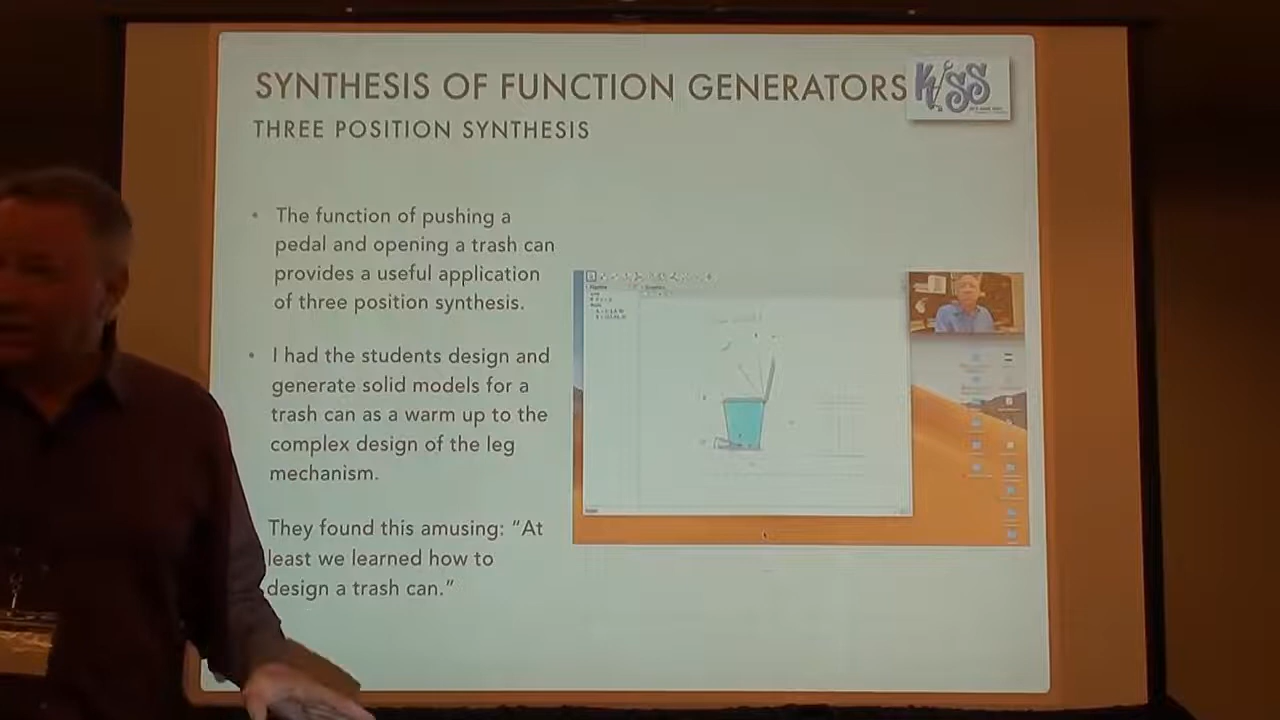 SYNTHESIS OF FUNCTION GENERATORS
KISS
THREE POSITION SYNTHESIS
• The function of pushing a
pedal and opening a trash can
provides a useful application
of three position synthesis.
• I had the students design and
generate solid models for a
trash can as a warm up to the
complex design of the leg
mechanism.
They found this amusing: “At
least we learned how to
design a trash can.”